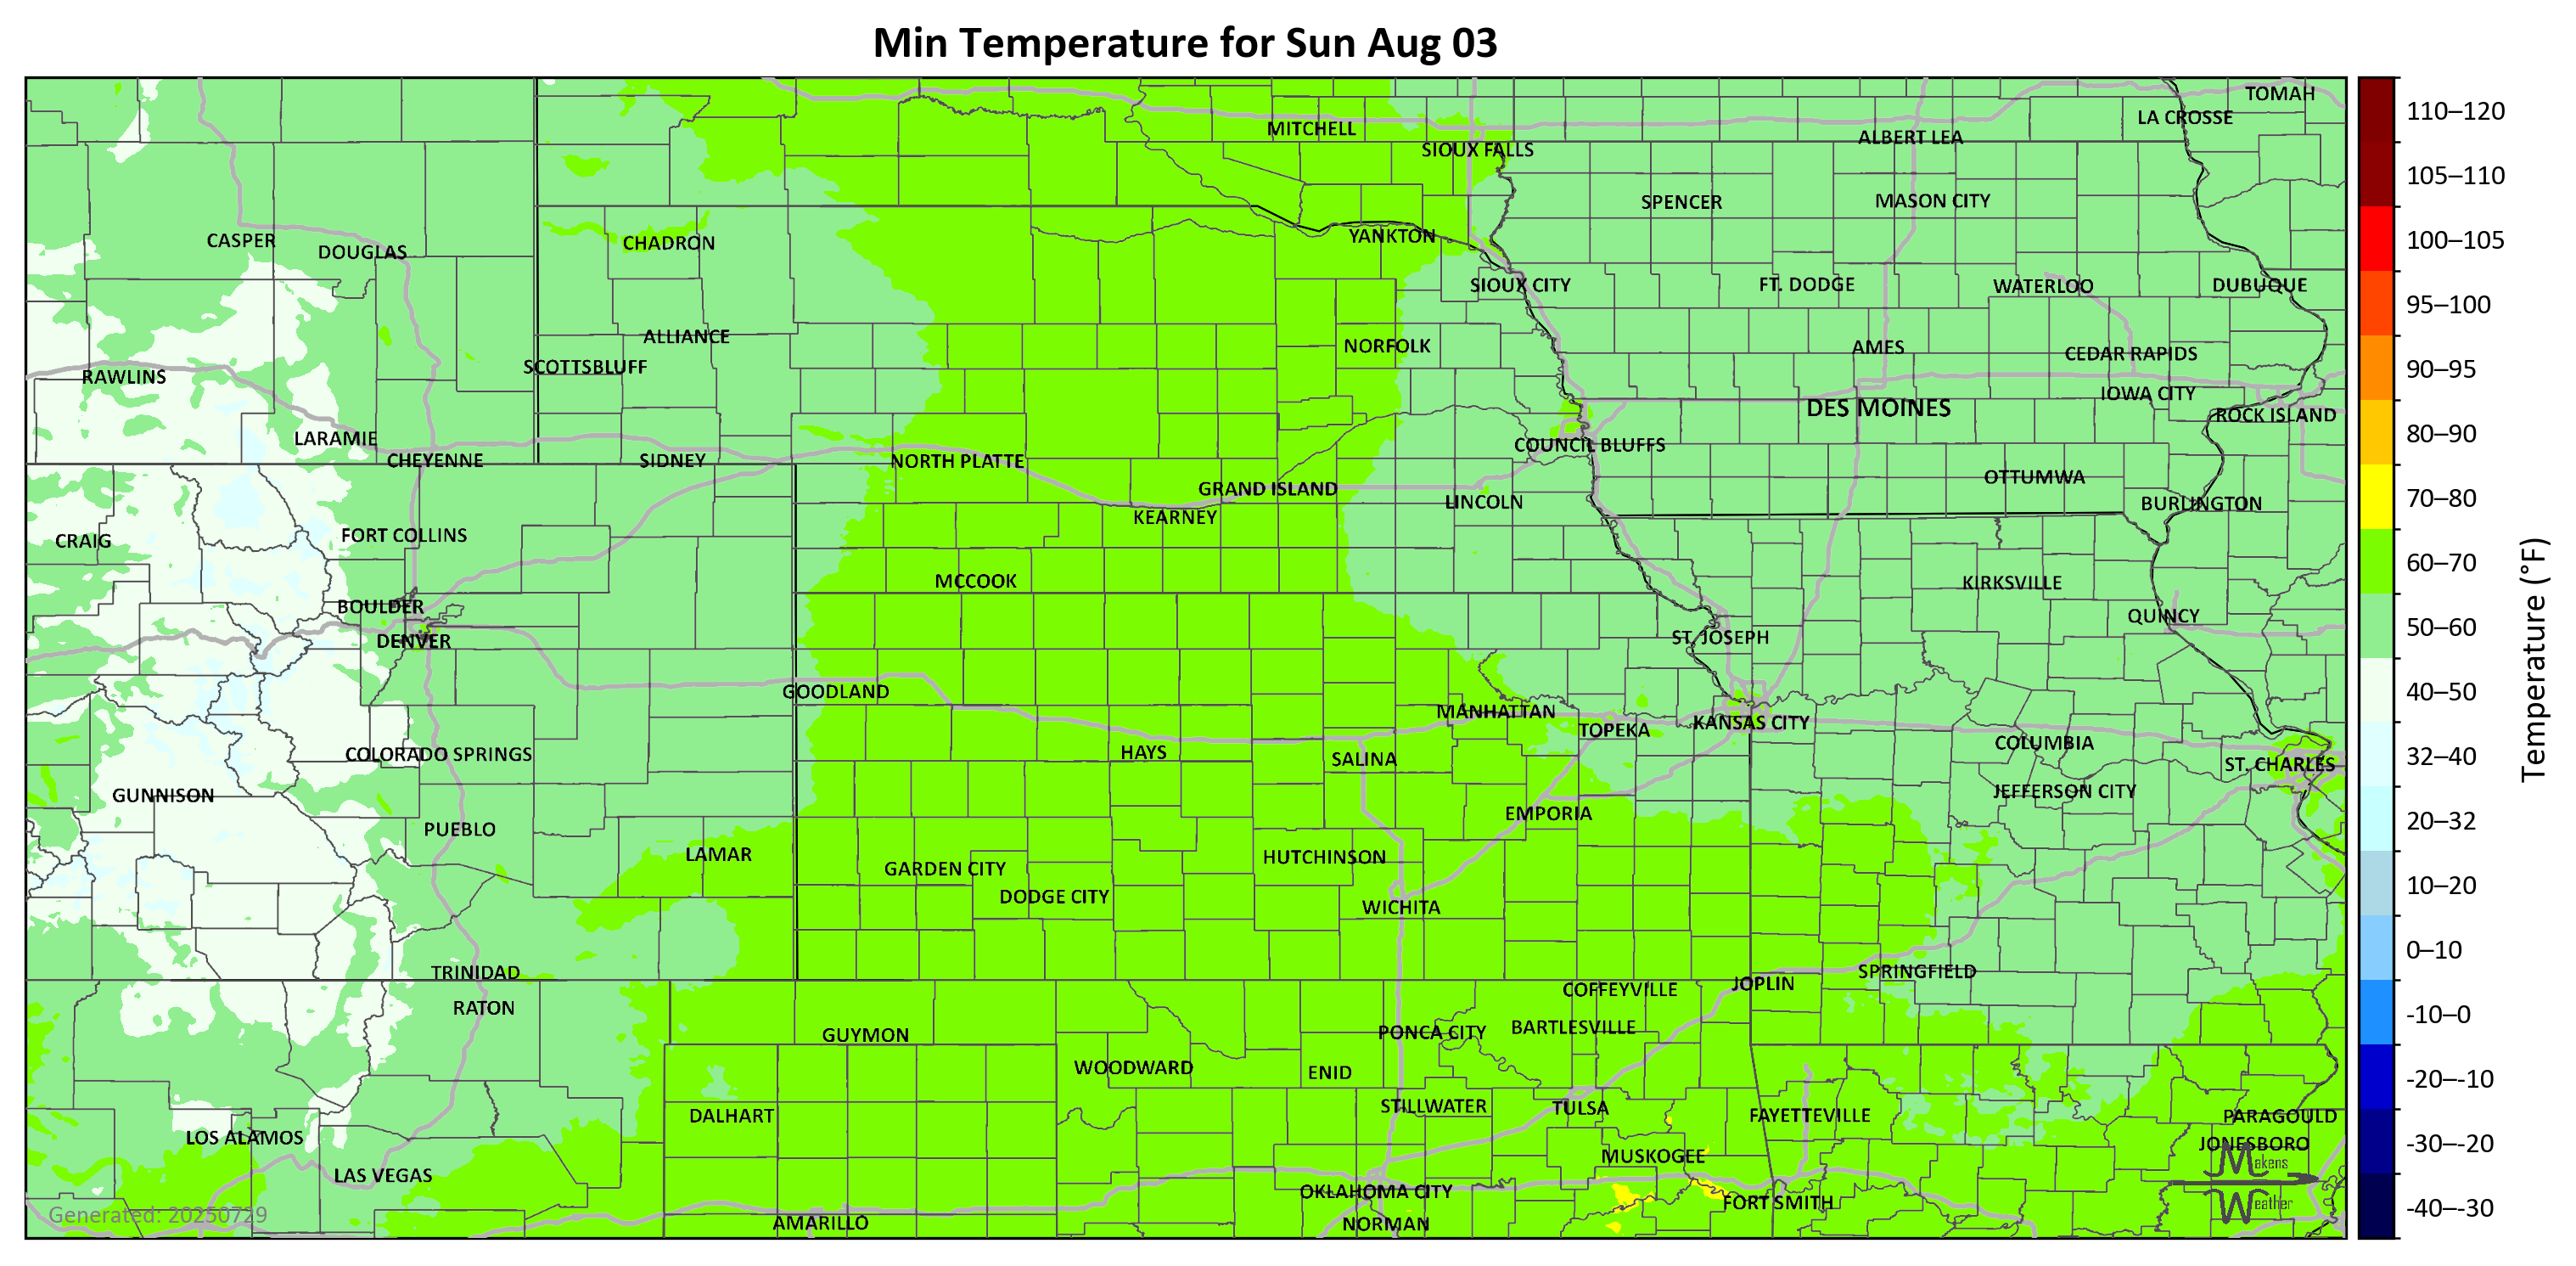 Min Temperature for Sun Aug 03
TOMAH
LA CROSSE
MITCHELL
ALBERT LEA
SIOUX FALLS
SPENCER
MASON CITY
CASPER
DOUGLAS
CHADRON
YANKTON
SIOUX CITY
FT. DODGE
WATERLOO
DUBUQUE
ALLIANCE
NORFOLK
AMES
CEDAR RAPIDS
SCOTTSBLUFF
RAWLINS
IOWA CITY
DES MOINES
ROCK ISLAND
LARAMIE
COUNCIL BLUFFS
CHEYENNE
SIDNEY
NORTH PLATTE
OTTUMWA
GRAND ISLAND
LINCOLN
BURLINGTON
KEARNEY
FORT COLLINS
CRAIG
MCCOOK
KIRKSVILLE
BOULDER
QUINCY
DENVER
ST. JOSEPH
GOODLAND
MANHATTAN
KANSAS CITY
TOPEKA
COLUMBIA
COLORADO SPRINGS
HAYS
SALINA
ST. CHARLES
GUNNISON
JEFFERSON CITY
EMPORIA
PUEBLO
LAMAR
HUTCHINSON
GARDEN CITY
DODGE CITY
WICHITA
TRINIDAD
SPRINGFIELD
JOPLIN
COFFEYVILLE
RATON
BARTLESVILLE
PONCA CITY
GUYMON
WOODWARD
ENID
STILLWATER
TULSA
DALHART
FAYETTEVILLE
PARAGOULD
LOS ALAMOS
JONESBORO
MUSKOGEE
LAS VEGAS
OKLAHOMA CITY
FORT SMITH
AMARILLO
NORMAN
Generated: 20250729
Makens
Weather
110–120
105–110
100–105
95–100
90–95
80–90
70–80
60–70
50–60
40–50
32–40
20–32
10–20
0–10
-10–0
-20–-10
-30–-20
-40–-30
Temperature (°F)